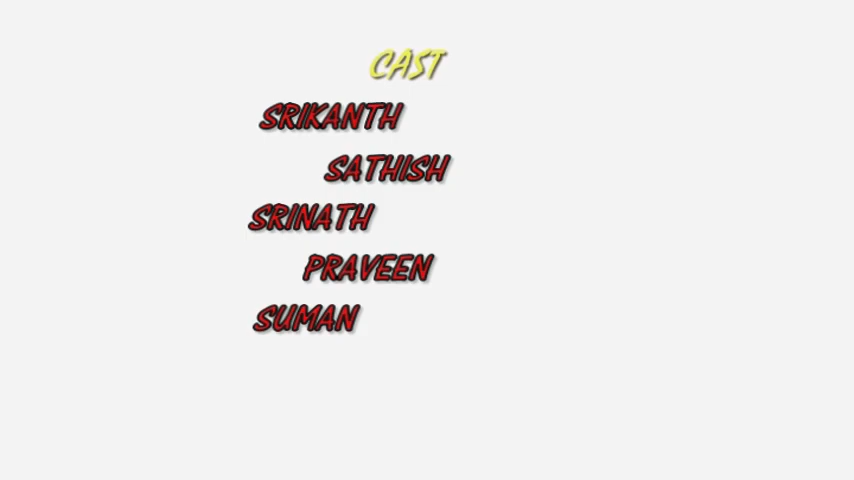 CAST
SRIKANTH
SATHISH
SRINATH
PRAVEEN
SUMAN